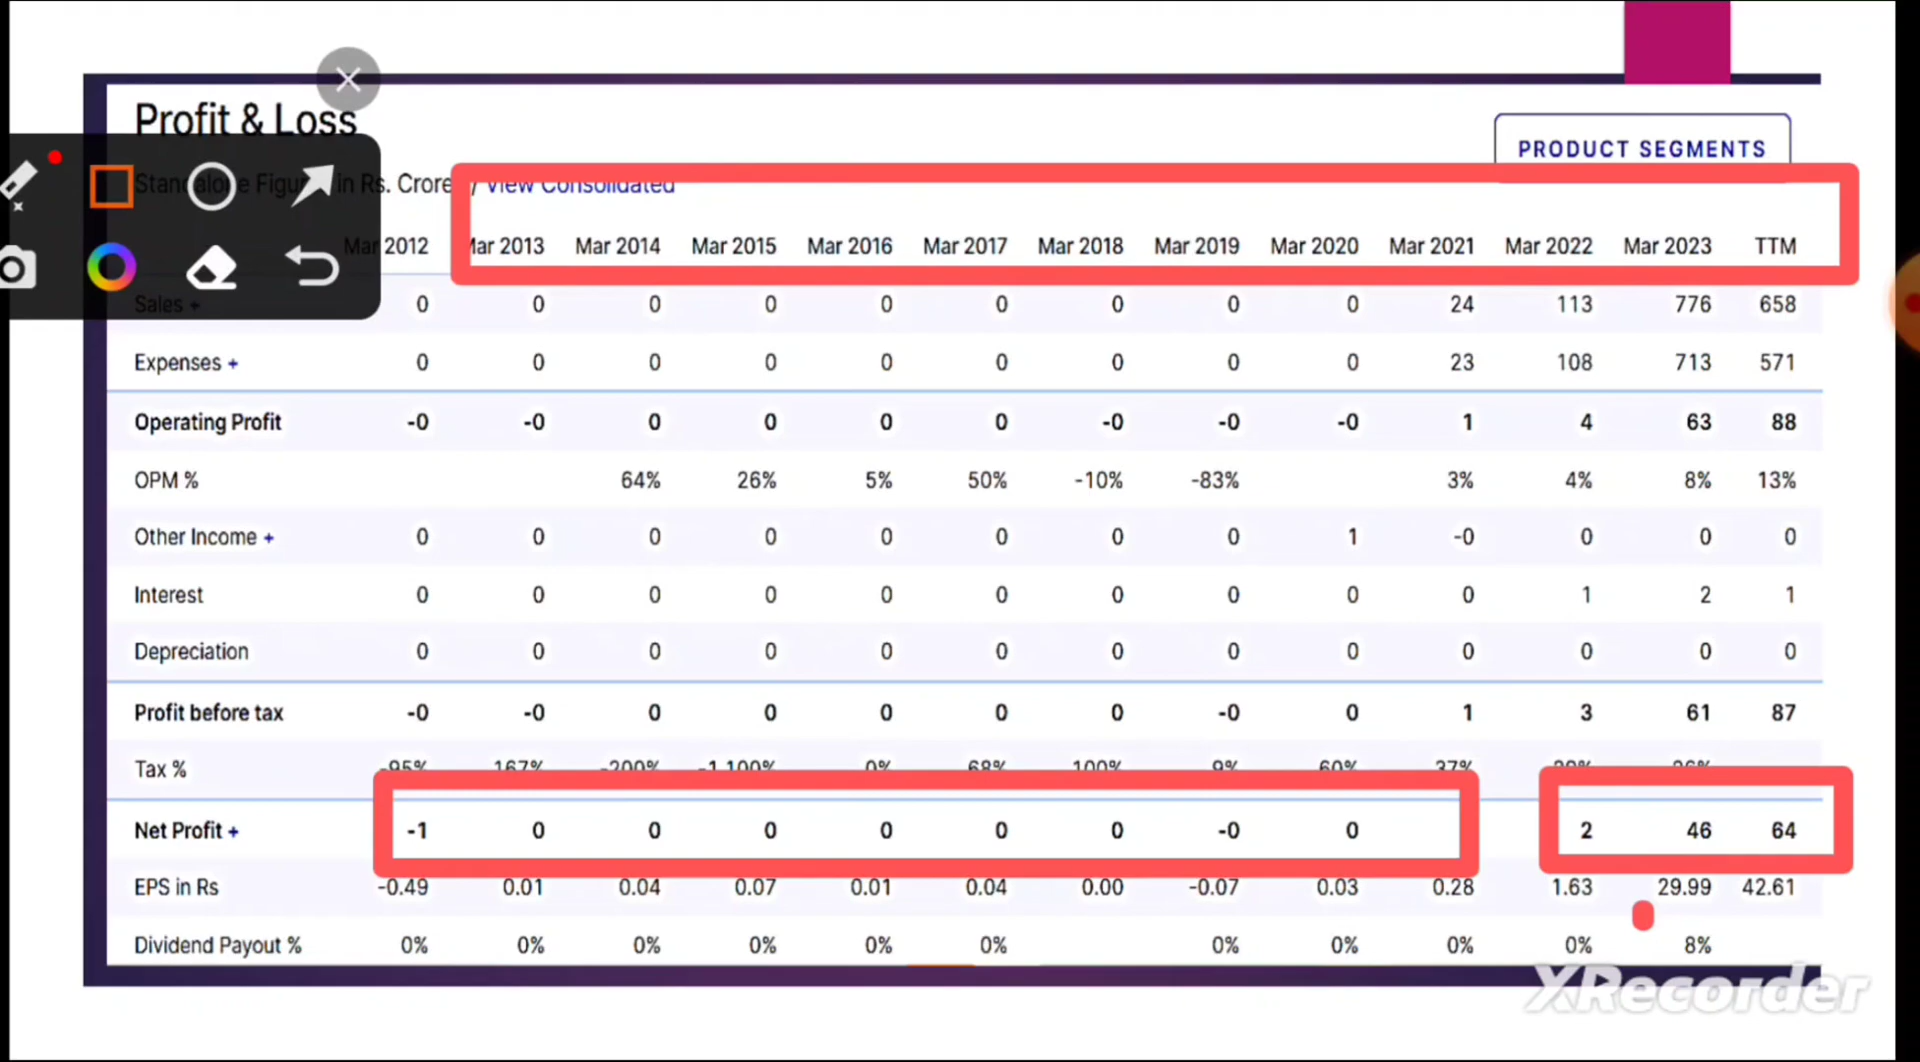 Profit & Loss
PRODUCT SEGMENTS
Standalone Figures in Rs. Crores / View Consolidated
Mar 2012 Mar 2013 Mar 2014 Mar 2015 Mar 2016 Mar 2017 Mar 2018 Mar 2019 Mar 2020 Mar 2021 Mar 2022 Mar 2023 TTM
Sales + 0 0 0 0 0 0 0 0 0 24 113 776 658
Expenses + 0 0 0 0 0 0 0 0 0 23 108 713 571
Operating Profit -0 -0 0 0 0 0 -0 -0 -0 1 4 63 88
OPM % 64% 26% 5% 50% -10% -83% 3% 4% 8% 13%
Other Income + 0 0 0 0 0 0 0 0 1 -0 0 0 0
Interest 0 0 0 0 0 0 0 0 0 0 1 2 1
Depreciation 0 0 0 0 0 0 0 0 0 0 0 0 0
Profit before tax -0 -0 0 0 0 0 0 -0 0 1 3 61 87
Tax % -95% 167% -200% -1,100% 0% 68% 100% 9% 60% 37%
Net Profit + -1 0 0 0 0 0 0 -0 0 2 46 64
EPS in Rs -0.49 0.01 0.04 0.07 0.01 0.04 0.00 -0.07 0.03 0.28 1.63 29.99 42.61
Dividend Payout % 0% 0% 0% 0% 0% 0% 0% 0% 0% 0% 8%
XRecorder